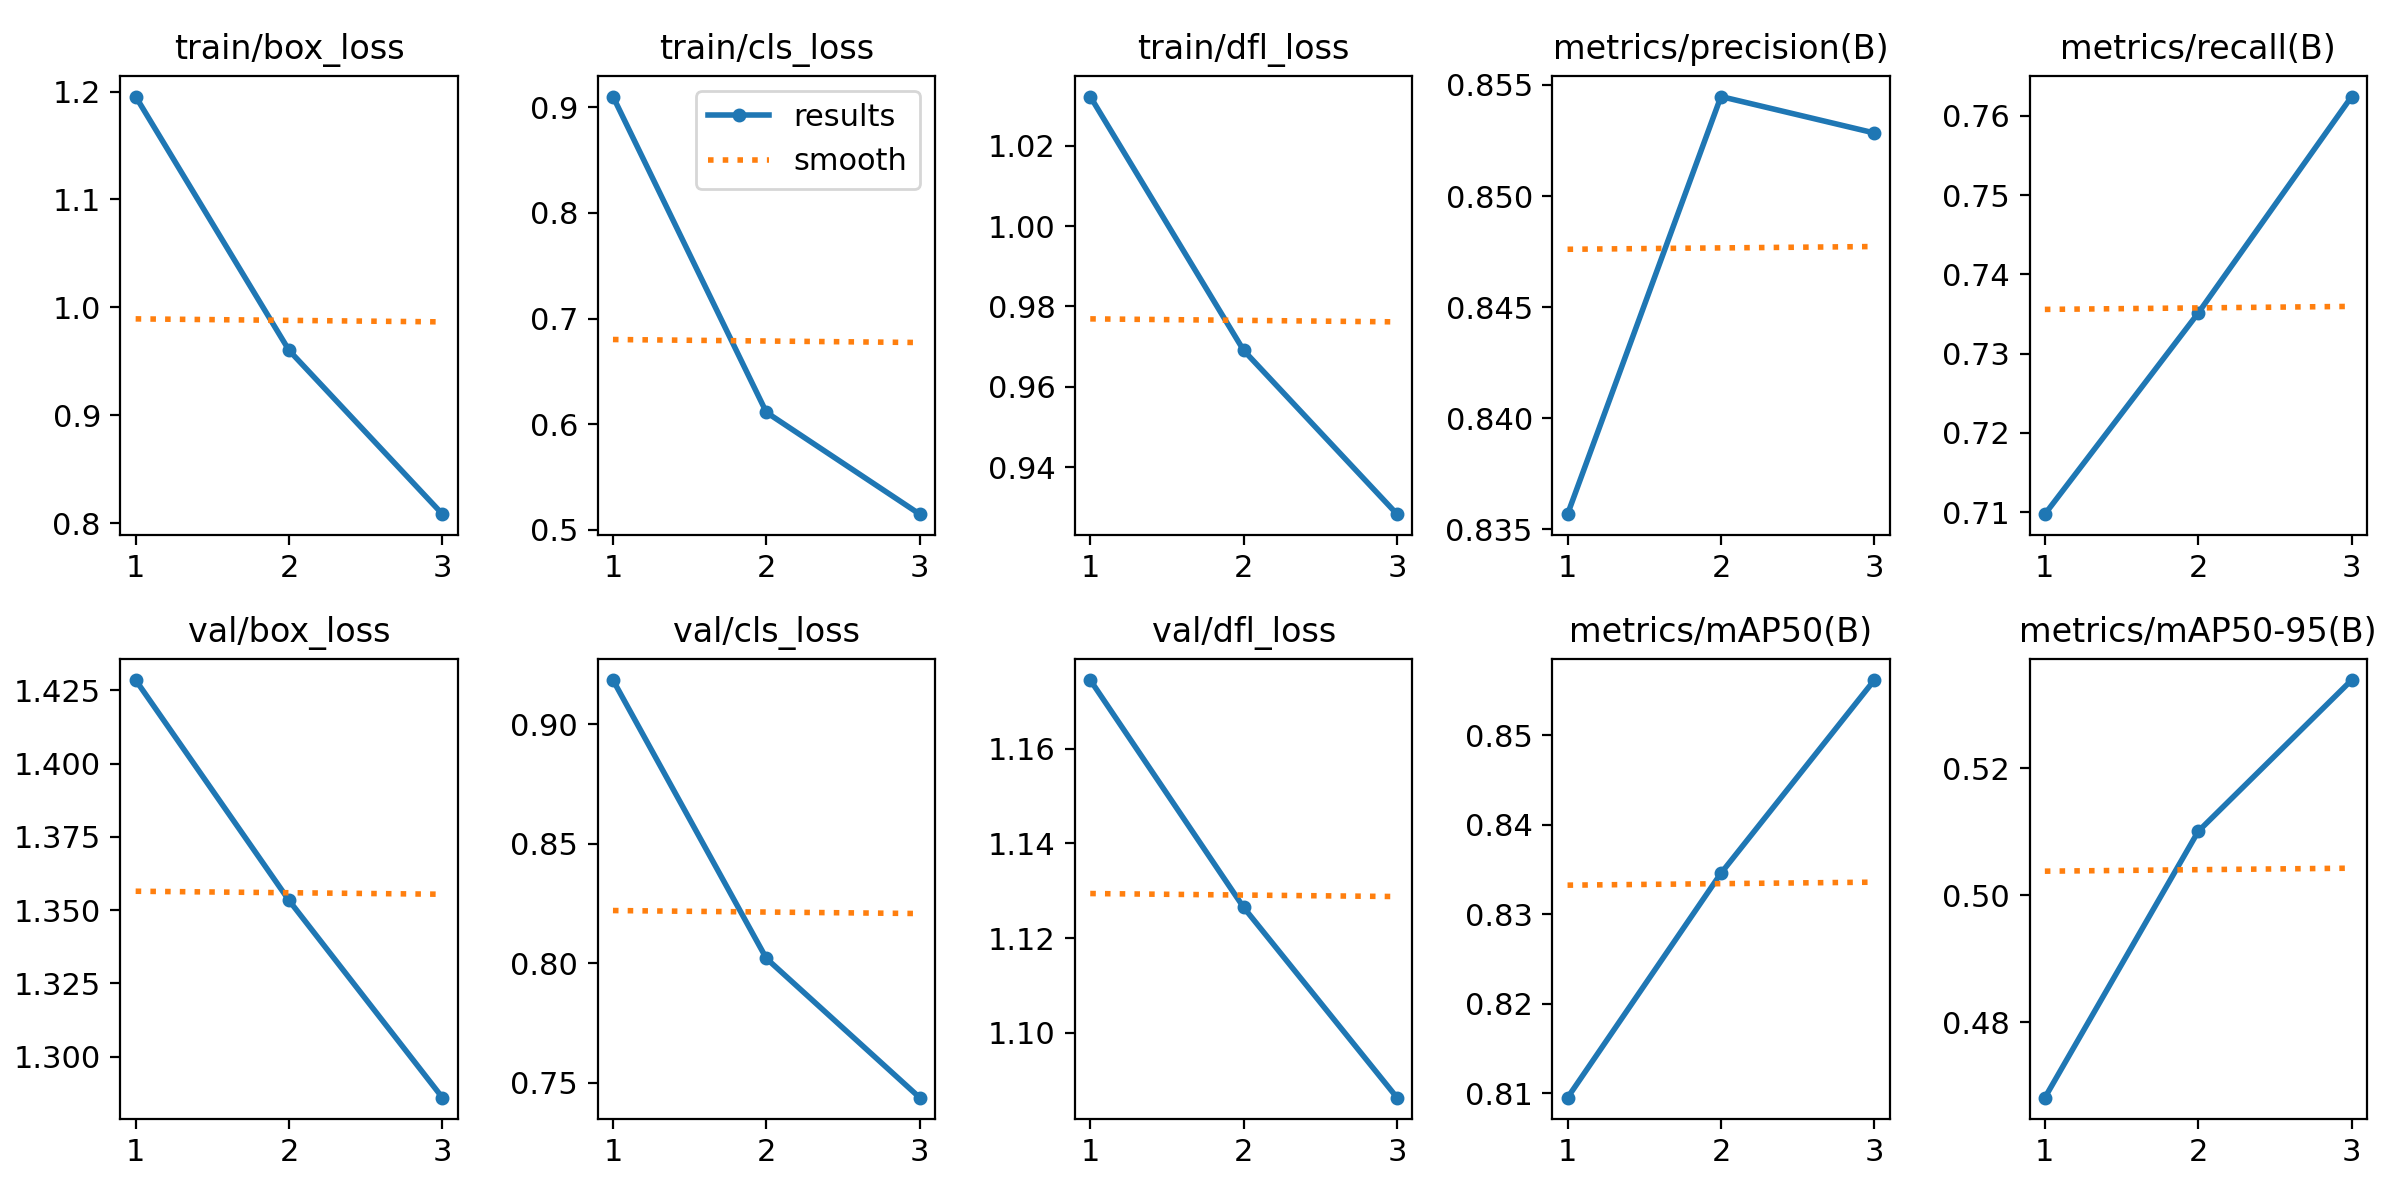 train/box_loss
1.2
1.1
1.0
0.9
0.8
1 2 3
train/cls_loss
results
smooth
0.9
0.8
0.7
0.6
0.5
1 2 3
train/dfl_loss
1.02
1.00
0.98
0.96
0.94
1 2 3
metrics/precision(B)
0.855
0.850
0.845
0.840
0.835
1 2 3
metrics/recall(B)
0.76
0.75
0.74
0.73
0.72
0.71
1 2 3
val/box_loss
1.425
1.400
1.375
1.350
1.325
1.300
1 2 3
val/cls_loss
0.90
0.85
0.80
0.75
1 2 3
val/dfl_loss
1.16
1.14
1.12
1.10
1 2 3
metrics/mAP50(B)
0.85
0.84
0.83
0.82
0.81
1 2 3
metrics/mAP50-95(B)
0.52
0.50
0.48
1 2 3